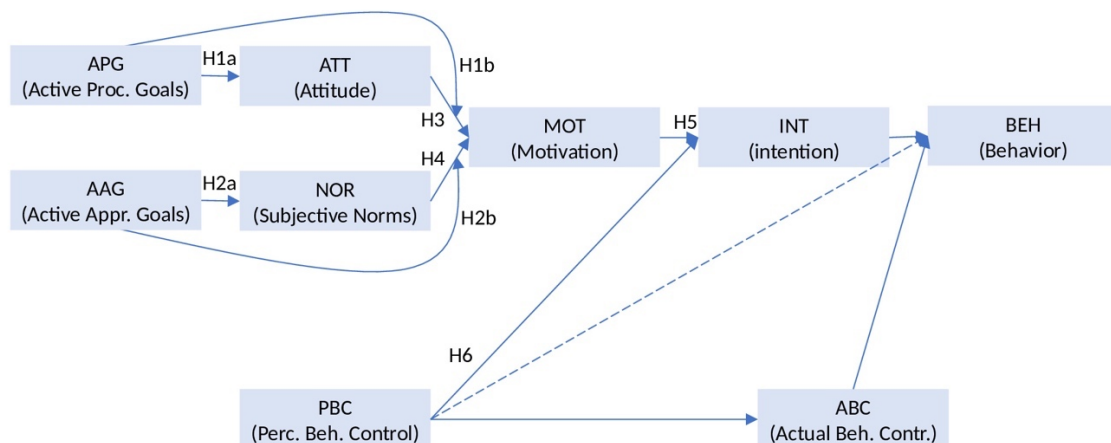 APG
(Active Proc. Goals)
H1a
ATT
(Attitude)
H1b
H3
MOT
(Motivation)
H5
INT
(intention)
BEH
(Behavior)
H4
AAG
(Active Appr. Goals)
H2a
NOR
(Subjective Norms)
H2b
H6
PBC
(Perc. Beh. Control)
ABC
(Actual Beh. Contr.)